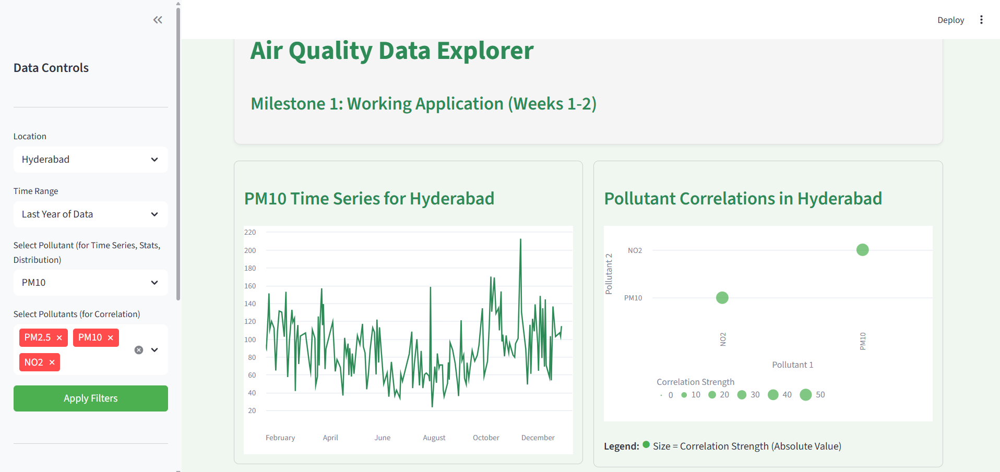 Deploy
Data Controls
Location
Hyderabad
Time Range
Last Year of Data
Select Pollutant (for Time Series, Stats,
Distribution)
PM10
Select Pollutants (for Correlation)
PM2.5
PM10
NO2
Apply Filters
Air Quality Data Explorer
Milestone 1: Working Application (Weeks 1-2)
PM10 Time Series for Hyderabad
220
200
180
160
140
120
100
80
60
40
20
February April June August October December
Pollutant Correlations in Hyderabad
Pollutant 2
NO2
PM10
NO2 PM10
Pollutant 1
Correlation Strength
0 10 20 30 40 50
Legend: Size = Correlation Strength (Absolute Value)